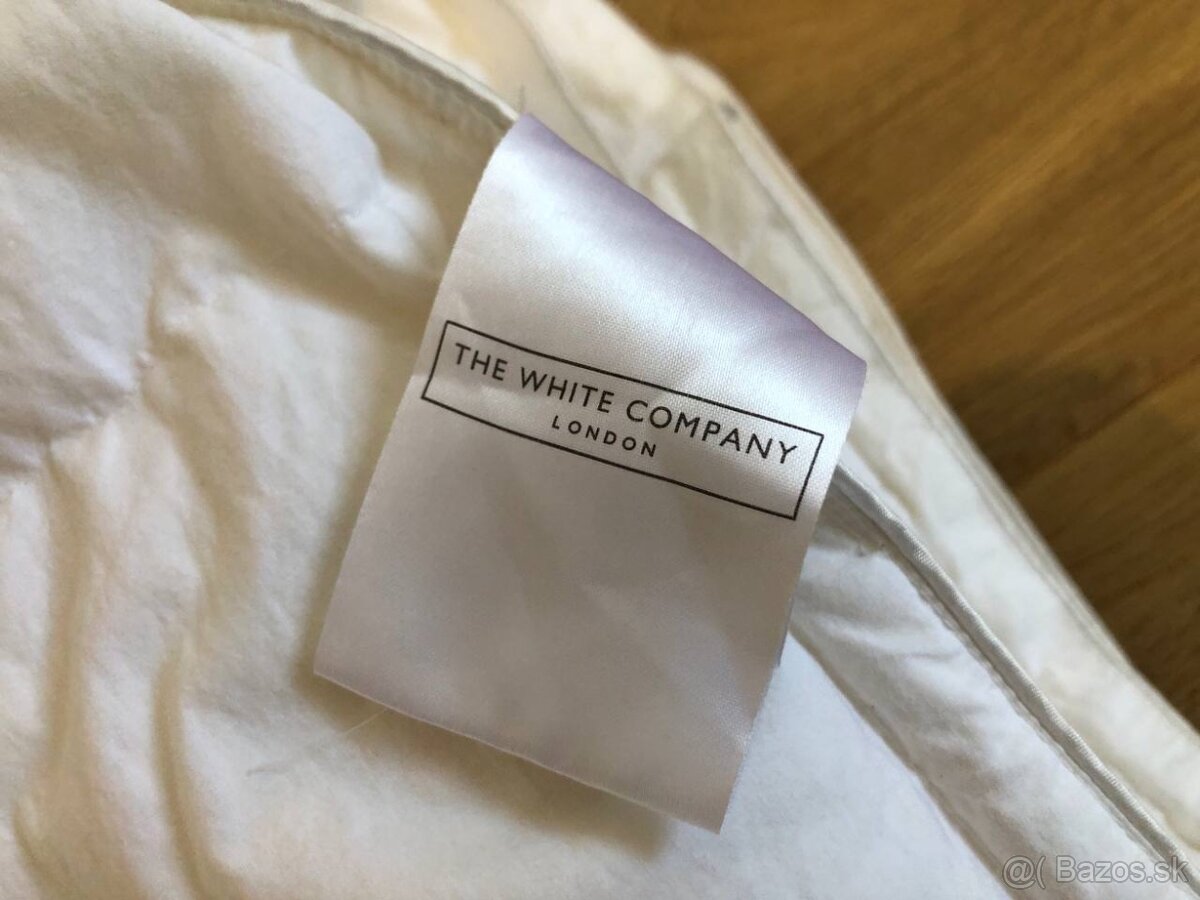 THE WHITE COMPANY
LONDON
@( Bazos.sk